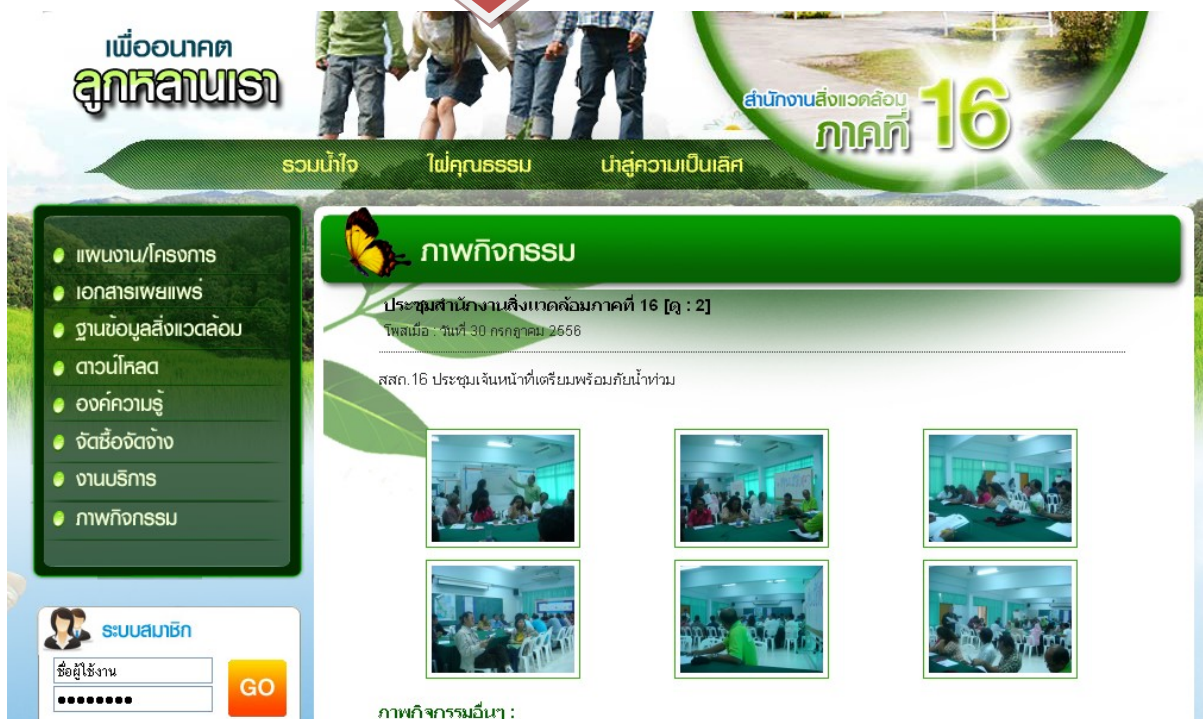 เพื่ออนาคต
ลูกหลานเรา
สำนักงานสิ่งแวดล้อม
ภาคที่ 16
รวมน้ำใจ ใฝ่คุณธรรม นำสู่ความเป็นเลิศ
แผนงาน/โครงการ
เอกสารเผยแพร่
ฐานข้อมูลสิ่งแวดล้อม
ดาวน์โหลด
องค์ความรู้
จัดซื้อจัดจ้าง
งานบริการ
ภาพกิจกรรม
ระบบสมาชิก
ชื่อผู้ใช้งาน
GO
ภาพกิจกรรม
ประชุมสำนักงานสิ่งแวดล้อมภาคที่ 16 [ดู : 2]
โพสเมื่อ : วันที่ 30 กรกฎาคม 2556
สสภ.16 ประชุมเจ้นหน้าที่เตรียมพร้อมภัยน้ำท่วม
ภาพกิจกรรมอื่นๆ :